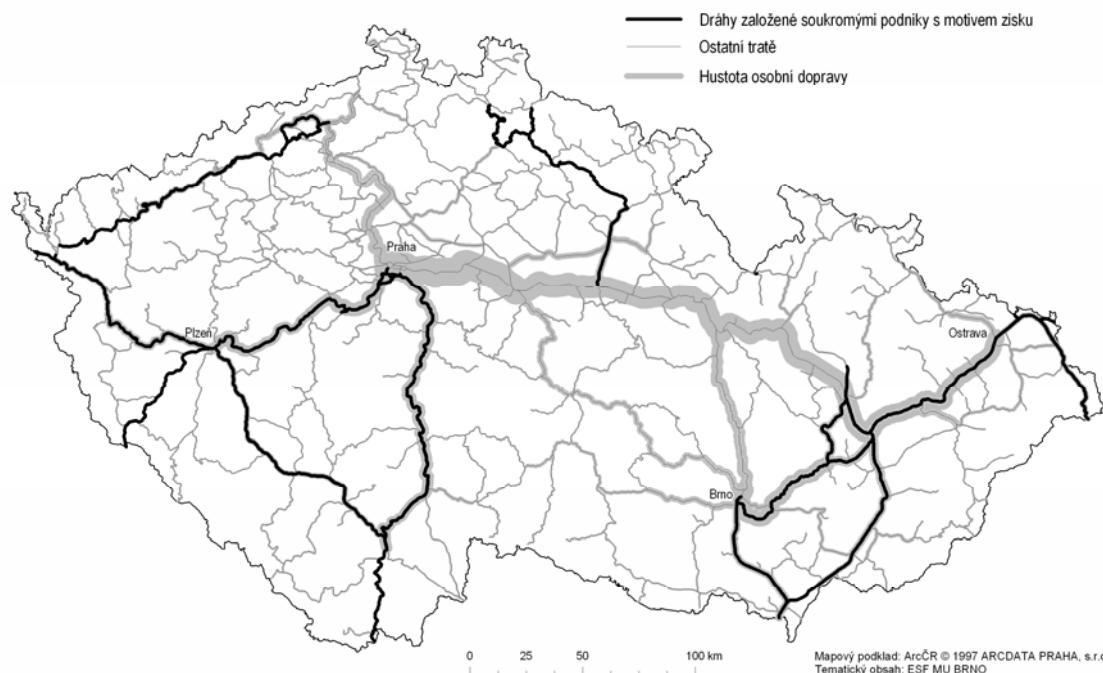 Dráhy založené soukromými podniky s motivem zisku
Ostatní tratě
Hustota osobní dopravy
Praha
Plzeň
Ostrava
Brno
0 25 50 100 km
Mapový podklad: ArcČR © 1997 ARCDATA PRAHA, s.r.o
Tematický obsah: ESF MU BRNO